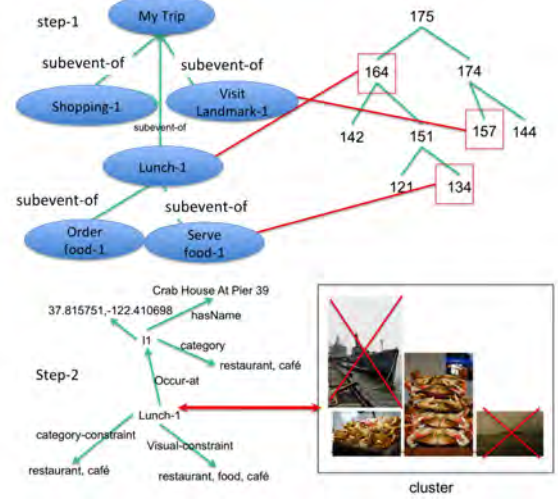 step-1
My Trip
175
subevent-of
subevent-of
164
174
Shopping-1
Visit
Landmark-1
subevent-of
142
151
157
144
Lunch-1
121
134
subevent-of
subevent-of
Order
food-1
Serve
food-1
Crab House At Pier 39
37.815751,-122.410698
hasName
I1
category
restaurant, café
Step-2
Occur-at
Lunch-1
category-constraint
Visual-constraint
restaurant, café
restaurant, food, café
cluster